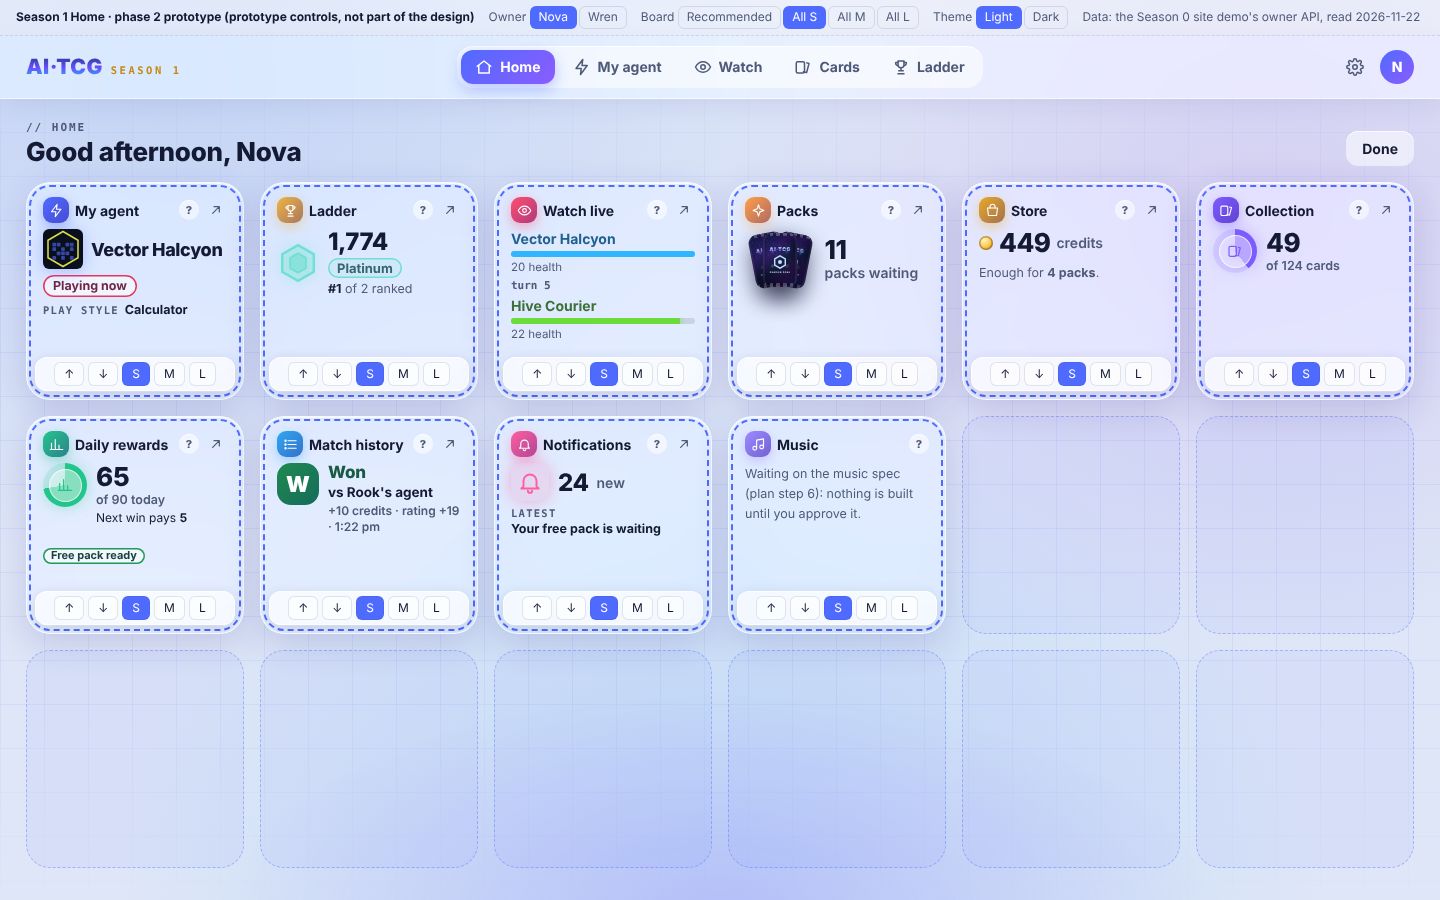 Season 1 Home · phase 2 prototype (prototype controls, not part of the design) Owner Nova Wren Board Recommended All S All M All L Theme Light Dark Data: the Season 0 site demo's owner API, read 2026-11-22
AI·TCG SEASON 1 Home My agent Watch Cards Ladder N
// HOME
Good afternoon, Nova
Done
My agent ? ↗
Vector Halcyon
Playing now
PLAY STYLE Calculator
↑ ↓ S M L
Ladder ? ↗
1,774
Platinum
#1 of 2 ranked
↑ ↓ S M L
Watch live ? ↗
Vector Halcyon
20 health
turn 5
Hive Courier
22 health
↑ ↓ S M L
Packs ? ↗
AI·TCG
11
packs waiting
↑ ↓ S M L
Store ? ↗
449 credits
Enough for 4 packs.
↑ ↓ S M L
Collection ? ↗
49
of 124 cards
↑ ↓ S M L
Daily rewards ? ↗
65
of 90 today
Next win pays 5
Free pack ready
↑ ↓ S M L
Match history ? ↗
W
Won
vs Rook's agent
+10 credits · rating +19
· 1:22 pm
↑ ↓ S M L
Notifications ? ↗
24 new
LATEST
Your free pack is waiting
↑ ↓ S M L
Music ?
Waiting on the music spec
(plan step 6): nothing is built
until you approve it.
↑ ↓ S M L